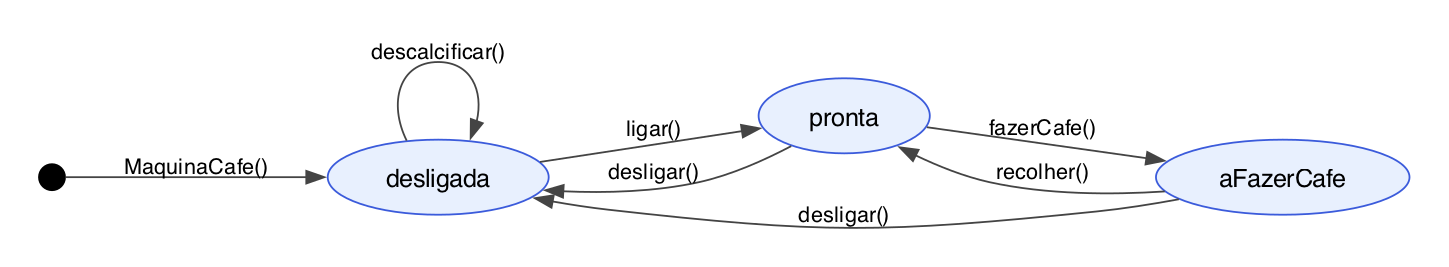 descalcificar()
MaquinaCafe()
desligada
ligar()
desligar()
pronta
fazerCafe()
recolher()
aFazerCafe
desligar()